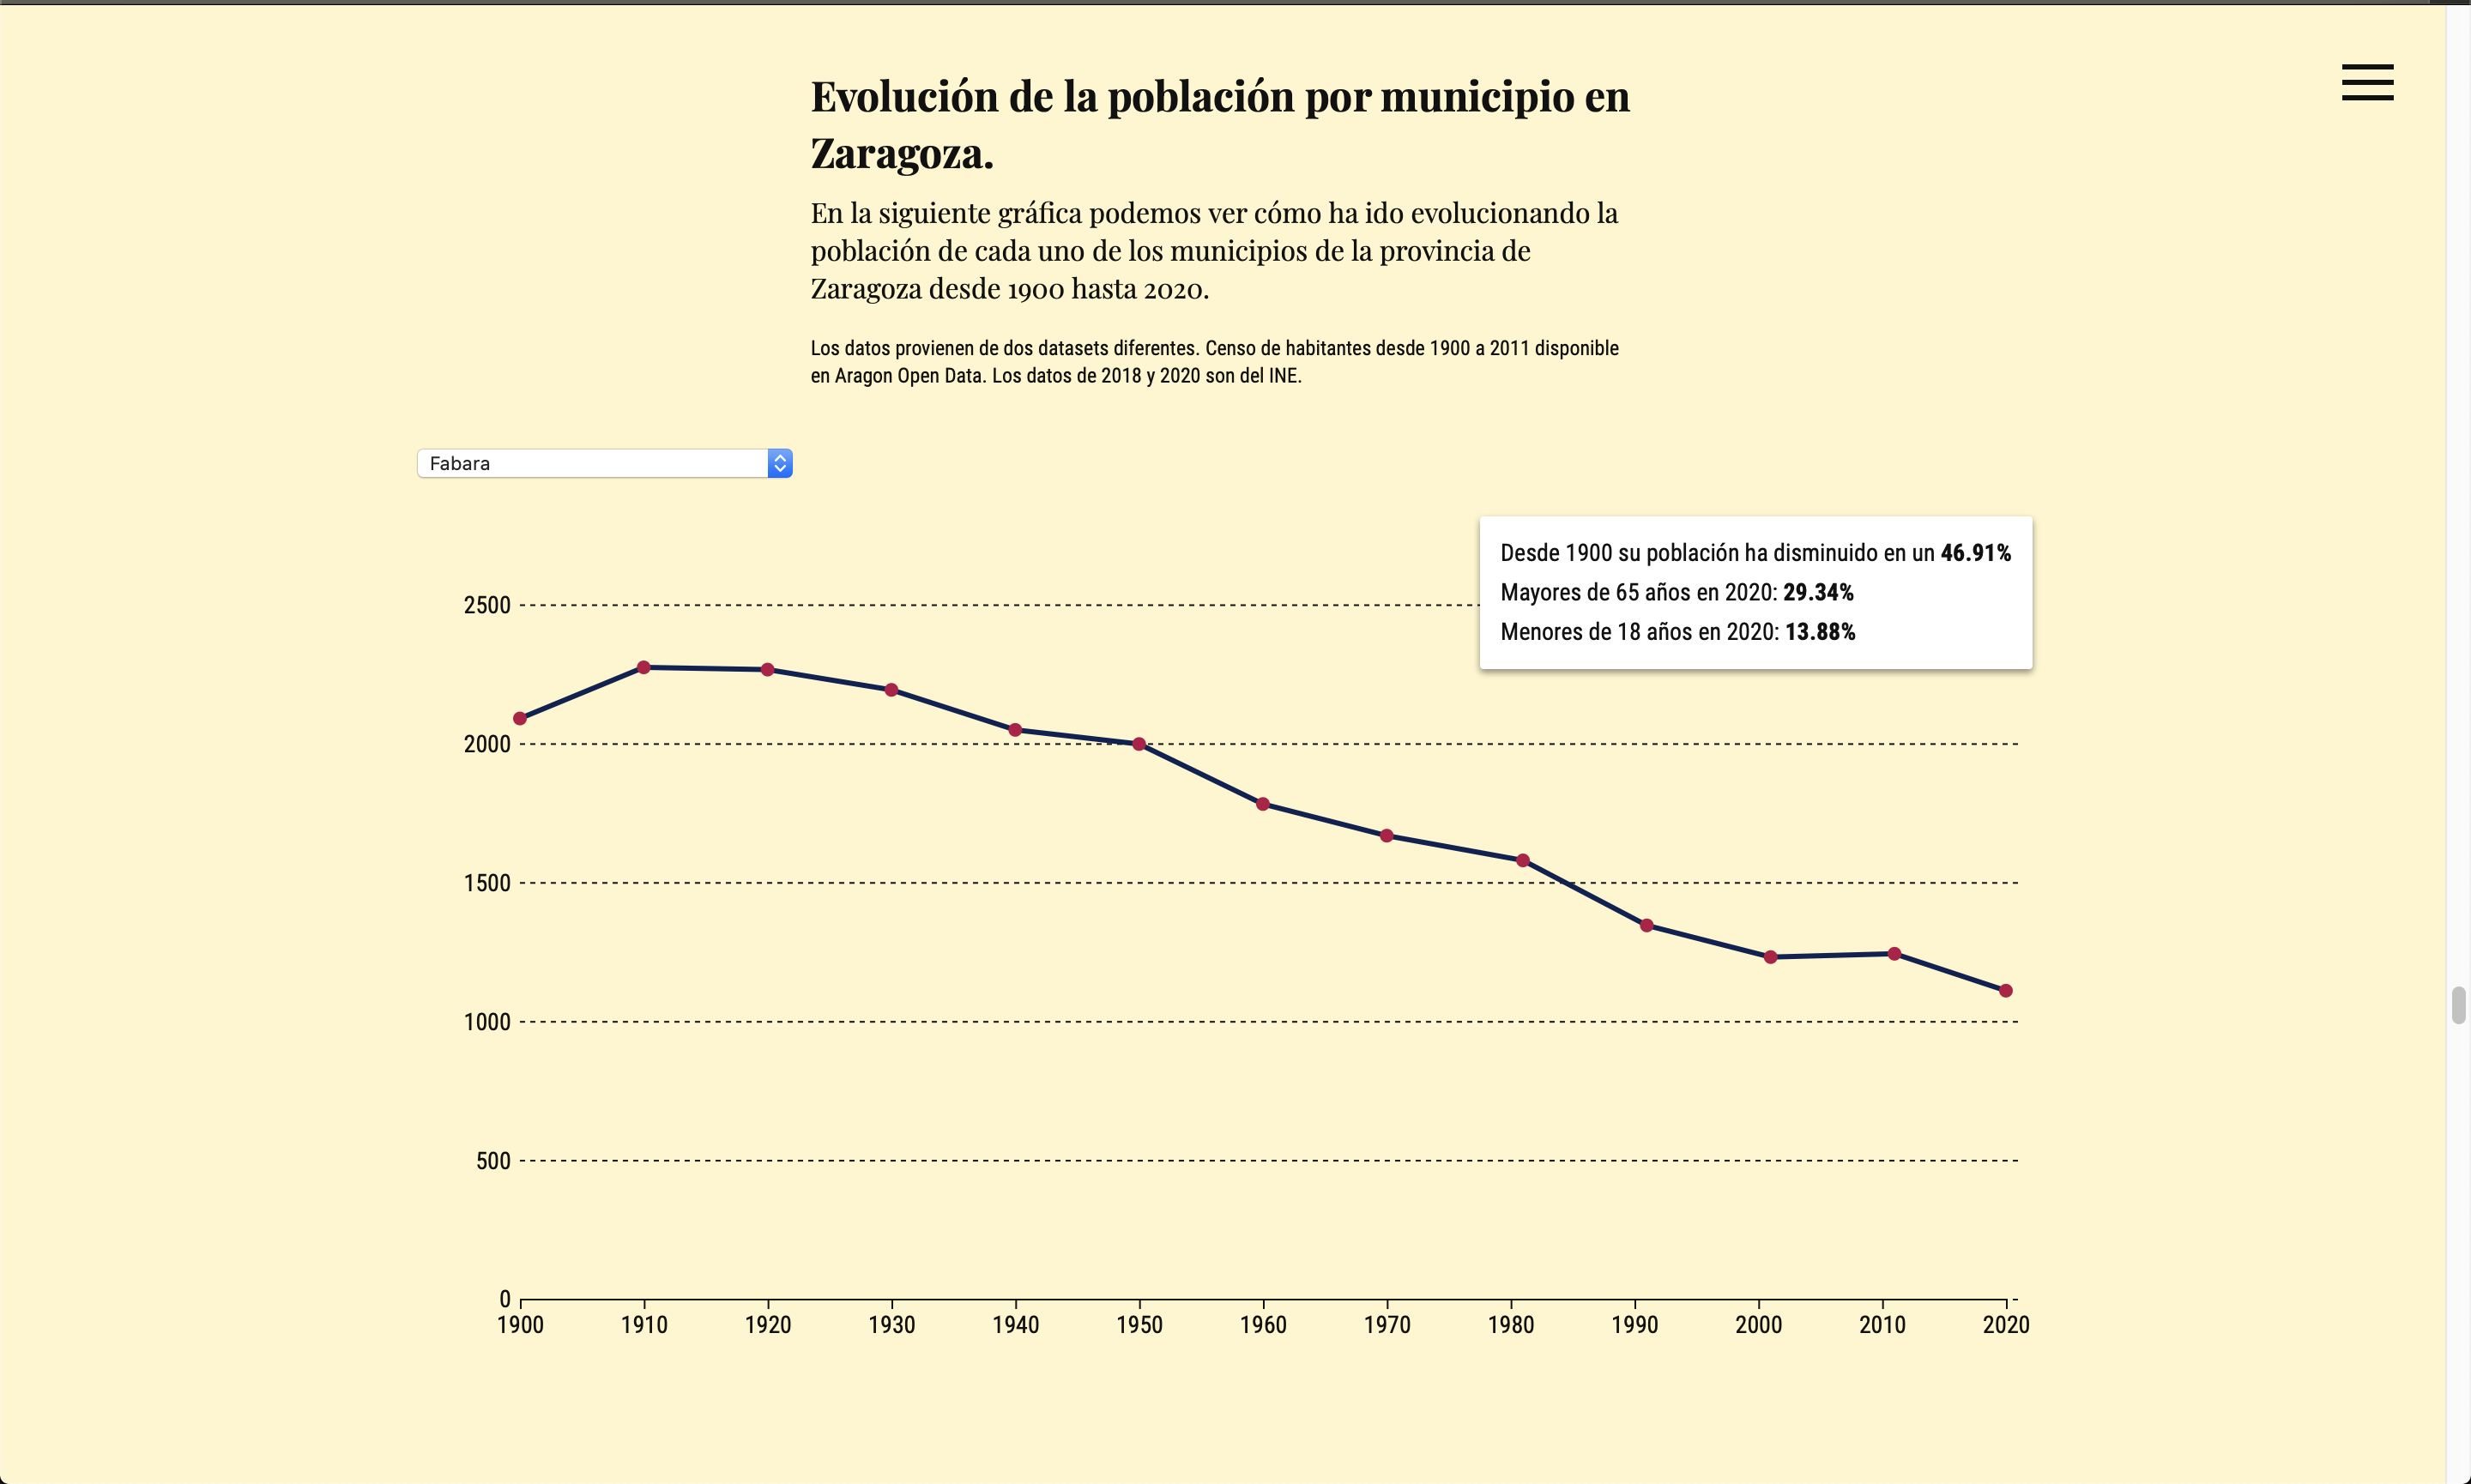 Evolución de la población por municipio en
Zaragoza.
En la siguiente gráfica podemos ver cómo ha ido evolucionando la
población de cada uno de los municipios de la provincia de
Zaragoza desde 1900 hasta 2020.
Los datos provienen de dos datasets diferentes. Censo de habitantes desde 1900 a 2011 disponible
en Aragon Open Data. Los datos de 2018 y 2020 son del INE.
Fabara
Desde 1900 su población ha disminuido en un 46.91%
Mayores de 65 años en 2020: 29.34%
Menores de 18 años en 2020: 13.88%
2500
2000
1500
1000
500
0
1900 1910 1920 1930 1940 1950 1960 1970 1980 1990 2000 2010 2020